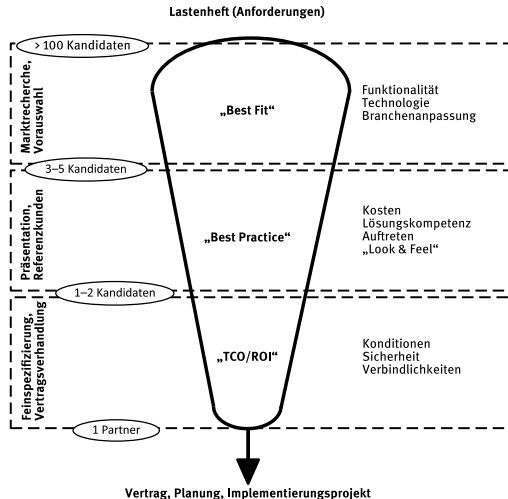 Lastenheft (Anforderungen)
> 100 Kandidaten
Marktrecherche,
Vorauswahl
„Best Fit“
Funktionalität
Technologie
Branchenanpassung
3–5 Kandidaten
Präsentation,
Referenzkunden
„Best Practice“
Kosten
Lösungskompetenz
Auftreten
„Look & Feel“
1–2 Kandidaten
Feinspezifizierung,
Vertragsverhandlung
„TCO/ROI“
Konditionen
Sicherheit
Verbindlichkeiten
1 Partner
Vertrag, Planung, Implementierungsprojekt